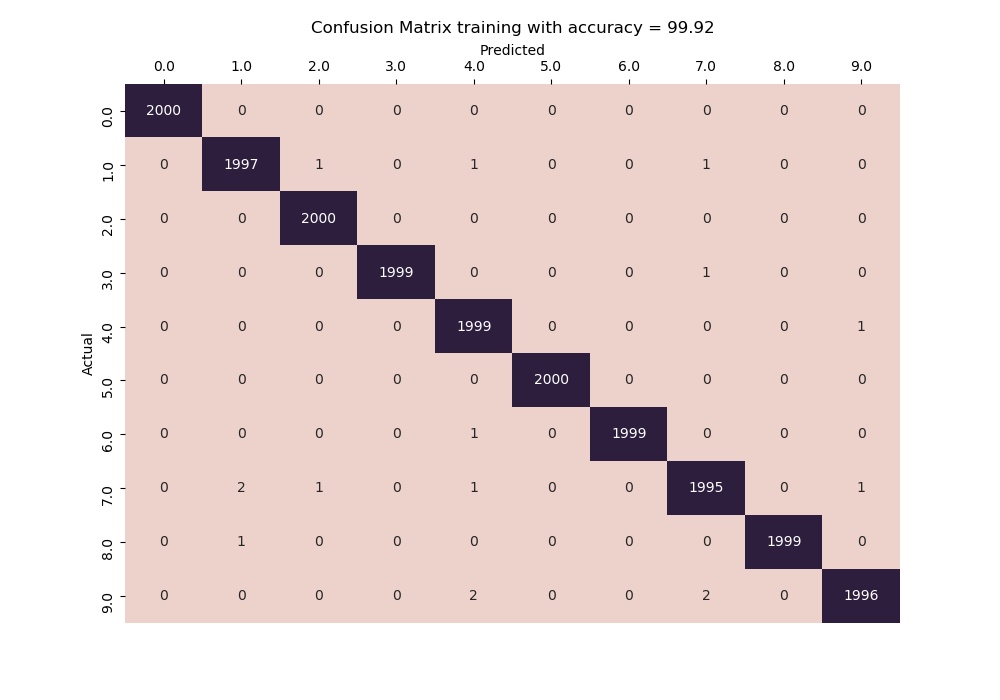 Confusion Matrix training with accuracy = 99.92
Predicted
0.0 1.0 2.0 3.0 4.0 5.0 6.0 7.0 8.0 9.0
Actual
0.0 2000 0 0 0 0 0 0 0 0 0
1.0 0 1997 1 0 1 0 0 1 0 0
2.0 0 0 2000 0 0 0 0 0 0 0
3.0 0 0 0 1999 0 0 0 1 0 0
4.0 0 0 0 0 1999 0 0 0 0 1
5.0 0 0 0 0 0 2000 0 0 0 0
6.0 0 0 0 0 1 0 1999 0 0 0
7.0 0 2 1 0 1 0 0 1995 0 1
8.0 0 1 0 0 0 0 0 0 1999 0
9.0 0 0 0 0 2 0 0 2 0 1996